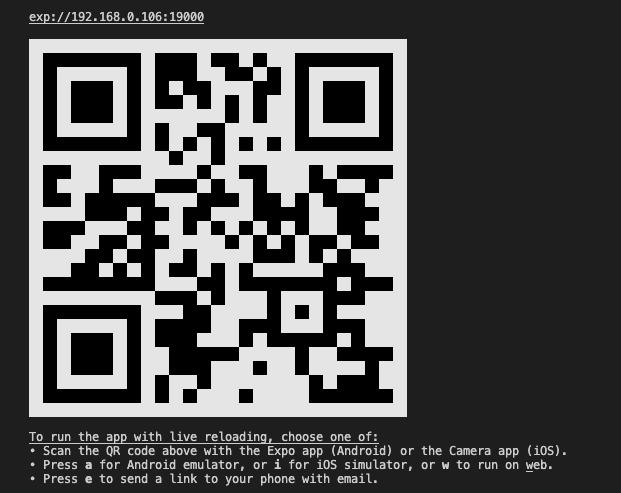 exp://192.168.0.106:19000
To run the app with live reloading, choose one of:
• Scan the QR code above with the Expo app (Android) or the Camera app (iOS).
• Press a for Android emulator, or i for iOS simulator, or w to run on web.
• Press e to send a link to your phone with email.